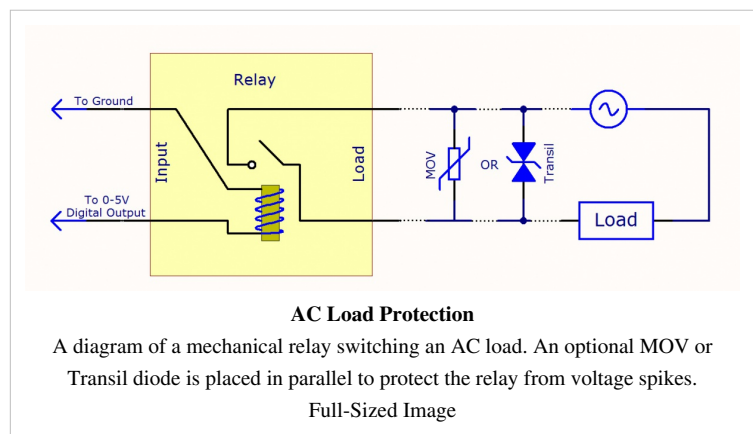 Relay
To Ground
Input
Load
MOV
OR
Transil
To 0-5V
Digital Output
Load
AC Load Protection
A diagram of a mechanical relay switching an AC load. An optional MOV or
Transil diode is placed in parallel to protect the relay from voltage spikes.
Full-Sized Image